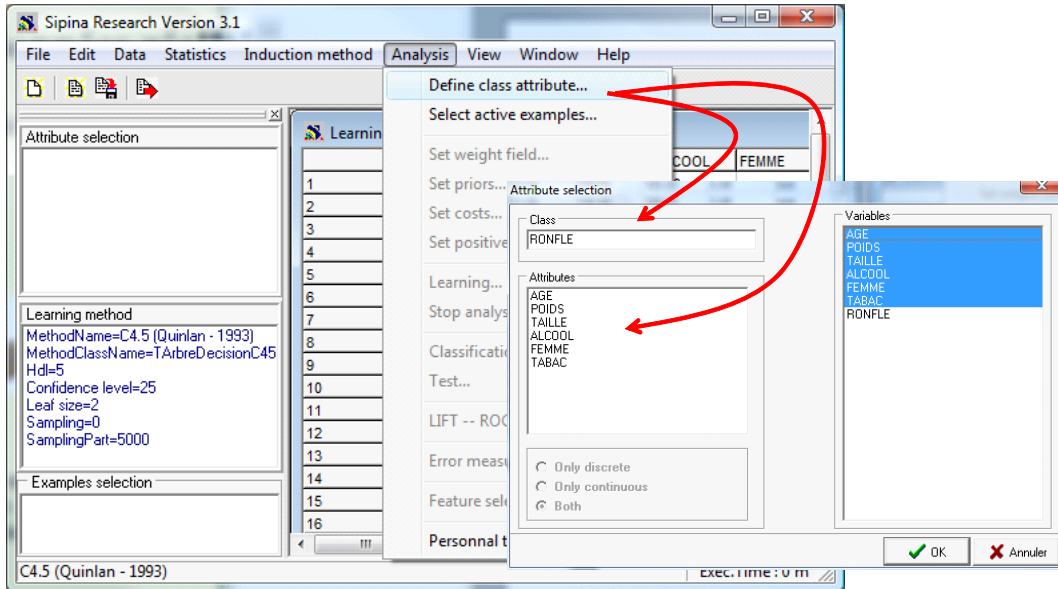 Sipina Research Version 3.1
File Edit Data Statistics Induction method Analysis View Window Help
Attribute selection
Learning method
MethodName=C4.5 (Quinlan - 1993)
MethodClassName=TArbreDecisionC45
Hdl=5
Confidence level=25
Leaf size=2
Sampling=0
SamplingPart=5000
Examples selection
C4.5 (Quinlan - 1993)
Learnin
COOL FEMME
1
2
3
4
5
6
7
8
9
10
11
12
13
14
15
16
Define class attribute...
Select active examples...
Set weight field...
Set priors...
Set costs...
Set positive
Learning...
Stop analys
Classificati
Test...
LIFT -- ROC
Error measu
Feature sele
Personnal t
Exec.Time : 0 m
Attribute selection
Class
RONFLE
Attributes
AGE
POIDS
TAILLE
ALCOOL
FEMME
TABAC
Only discrete
Only continuous
Both
Variables
AGE
POIDS
TAILLE
ALCOOL
FEMME
TABAC
RONFLE
OK
Annuler